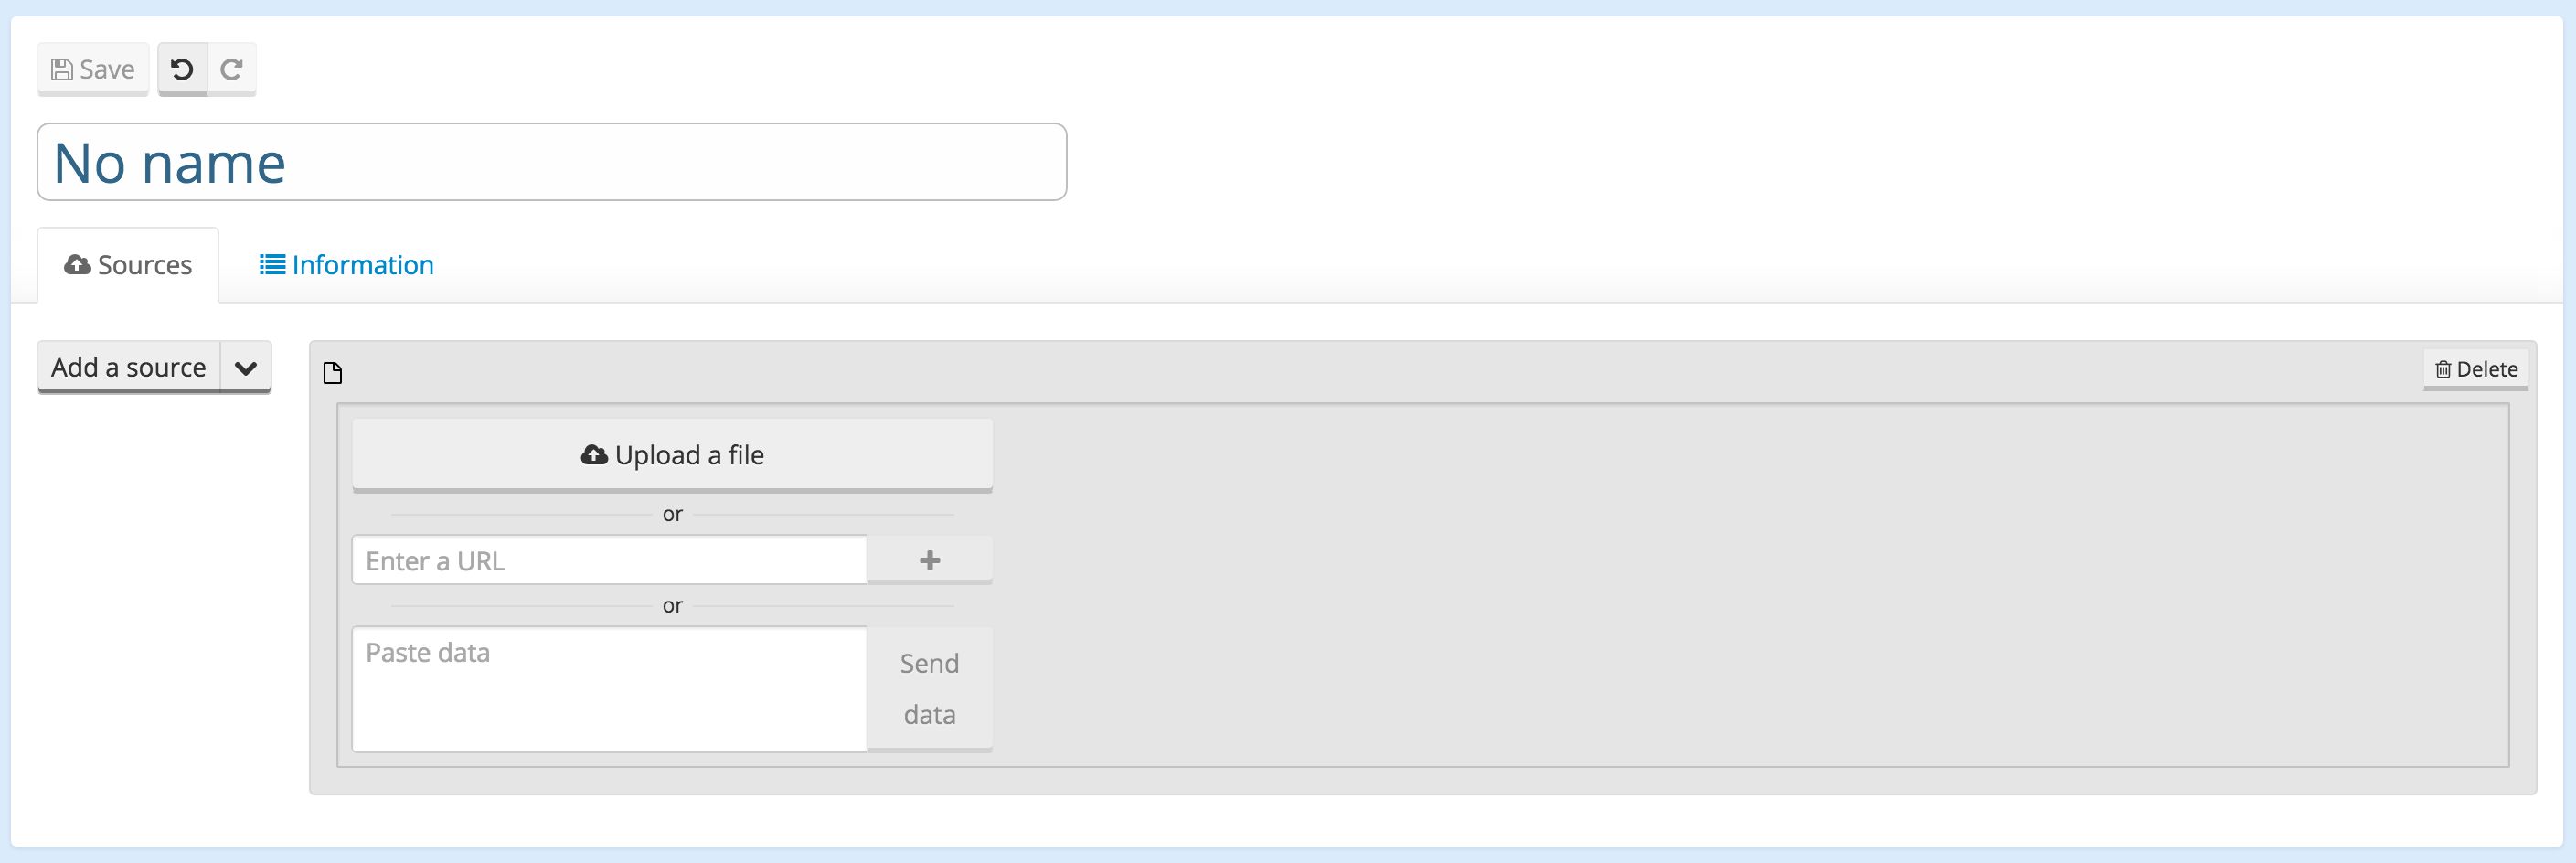 Save
No name
Sources
Information
Add a source
Delete
Upload a file
or
Enter a URL
or
Paste data
Send
data